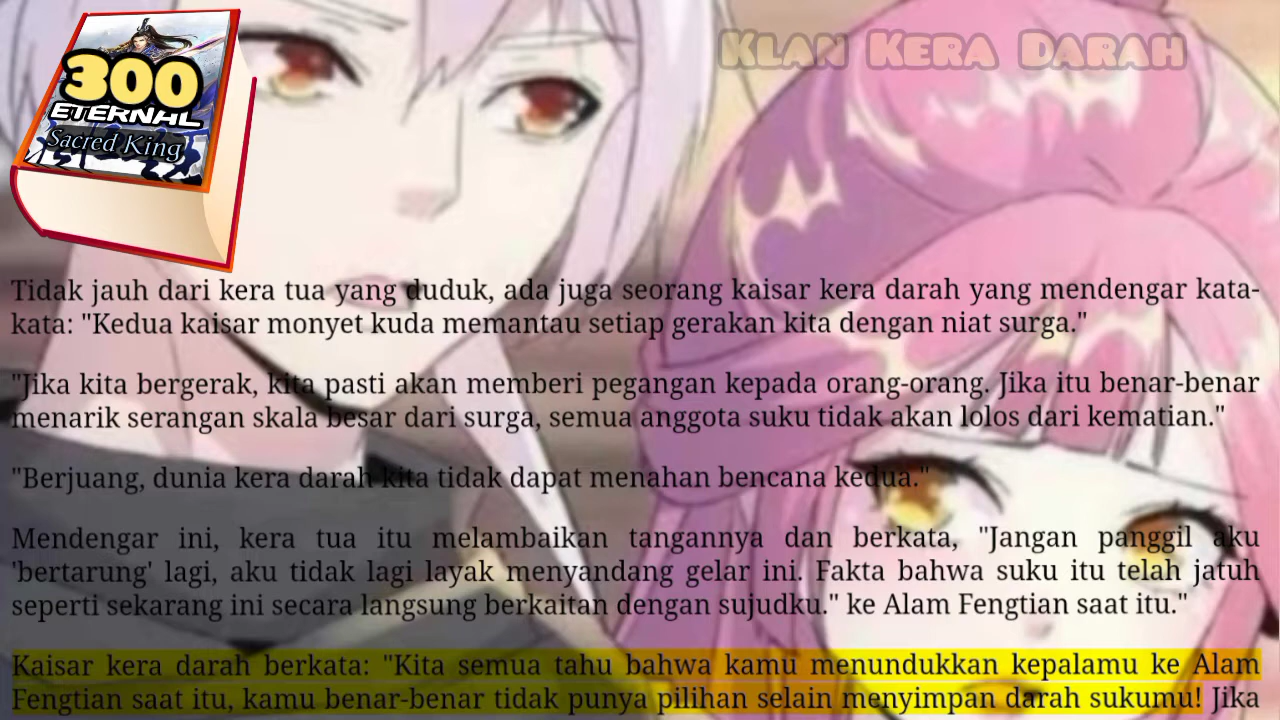 300
ETERNAL
Sacred King
Klan Kera Darah
Tidak jauh dari kera tua yang duduk, ada juga seorang kaisar kera darah yang mendengar kata-
kata: "Kedua kaisar monyet kuda memantau setiap gerakan kita dengan niat surga."
"Jika kita bergerak, kita pasti akan memberi pegangan kepada orang-orang. Jika itu benar-benar
menarik serangan skala besar dari surga, semua anggota suku tidak akan lolos dari kematian."
"Berjuang, dunia kera darah kita tidak dapat menahan bencana kedua."
Mendengar ini, kera tua itu melambaikan tangannya dan berkata, "Jangan panggil aku
'bertarung' lagi, aku tidak lagi layak menyandang gelar ini. Fakta bahwa suku itu telah jatuh
seperti sekarang ini secara langsung berkaitan dengan sujudku." ke Alam Fengtian saat itu."
Kaisar kera darah berkata: "Kita semua tahu bahwa kamu menundukkan kepalamu ke Alam
Fengtian saat itu, kamu benar-benar tidak punya pilihan selain menyimpan darah sukumu! Jika